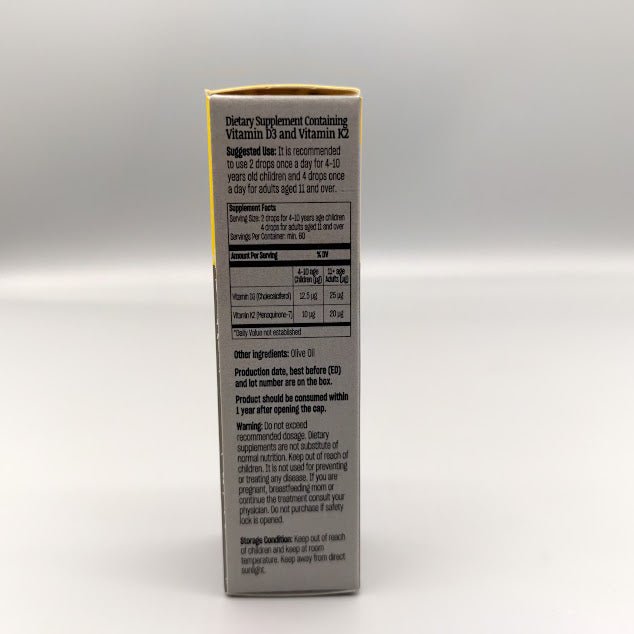 Dietary Supplement Containing
Vitamin D3 and Vitamin K2
Suggested Use: It is recommended
to use 2 drops once a day for 4-10
years old children and 4 drops once
a day for adults aged 11 and over.
Supplement Facts
Serving Size: 2 drops for 4-10 years age children
4 drops for adults aged 11 and over
Servings Per Container: min. 60
Amount Per Serving % DV
4-10 age 11+ age
Children (µg) Adults (µg)
Vitamin D3 (Cholecalciferol) 12.5 µg 25 µg
Vitamin K2 (Menaquinone-7) 10 µg 20 µg
*Daily Value not established
Other ingredients: Olive Oil
Production date, best before (ED)
and lot number are on the box.
Product should be consumed within
1 year after opening the cap.
Warning: Do not exceed
recommended dosage. Dietary
supplements are not substitute of
normal nutrition. Keep out of reach of
children. It is not used for preventing
or treating any disease. If you are
pregnant, breastfeeding mom or
continue the treatment consult your
physician. Do not purchase if safety
lock is opened.
Storage Condition: Keep out of reach
of children and keep at room
temperature. Keep away from direct
sunlight.